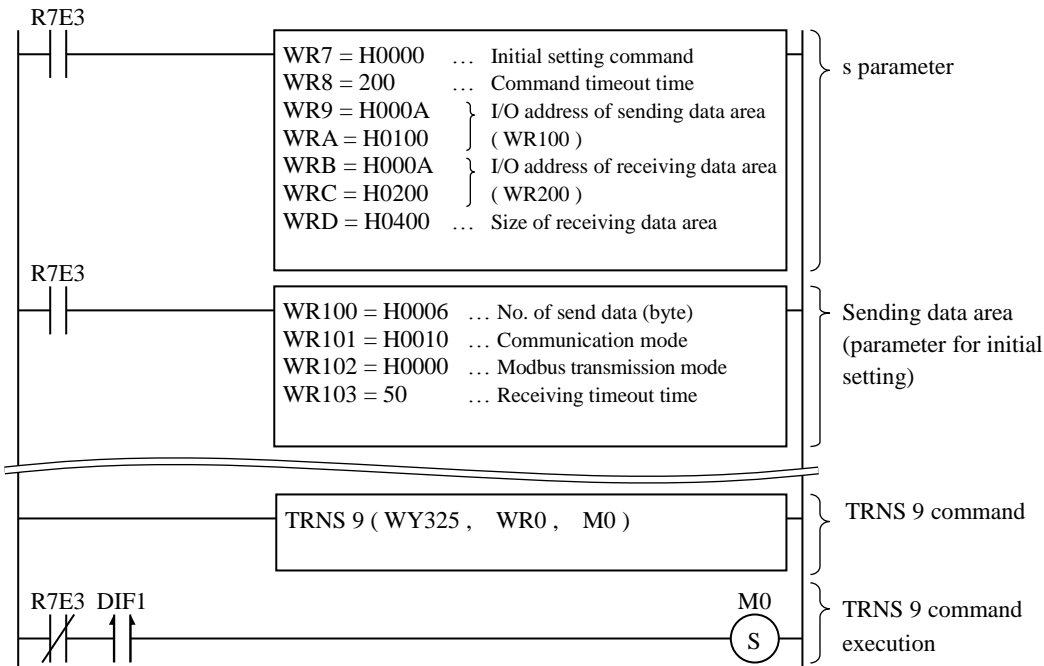 R7E3
WR7 = H0000 … Initial setting command
WR8 = 200 … Command timeout time
WR9 = H000A I/O address of sending data area
WRA = H0100 ( WR100 )
WRB = H000A I/O address of receiving data area
WRC = H0200 ( WR200 )
WRD = H0400 … Size of receiving data area
s parameter
R7E3
WR100 = H0006 … No. of send data (byte)
WR101 = H0010 … Communication mode
WR102 = H0000 … Modbus transmission mode
WR103 = 50 … Receiving timeout time
Sending data area
(parameter for initial
setting)
TRNS 9 ( WY325 , WR0 , M0 )
TRNS 9 command
R7E3 DIF1 M0
S
TRNS 9 command
execution